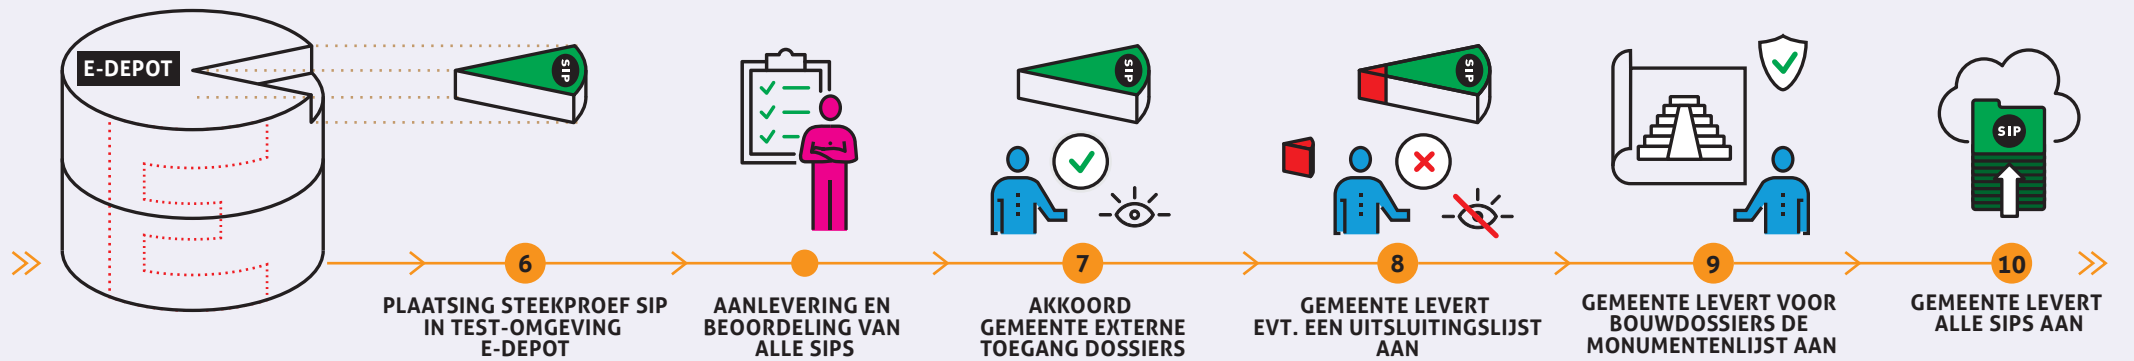 E-DEPOT
SIP
SIP
SIP
SIP
6
7
8
9
10
PLAATSING STEEKPROEF SIP
IN TEST-OMGEVING
E-DEPOT
AANLEVERING EN
BEOORDELING VAN
ALLE SIPS
AKKOORD
GEMEENTE EXTERNE
TOEGANG DOSSIERS
GEMEENTE LEVERT
EVT. EEN UITSLUITINGSLIJST
AAN
GEMEENTE LEVERT VOOR
BOUWDOSSIERS DE
MONUMENTENLIJST AAN
GEMEENTE LEVERT
ALLE SIPS AAN